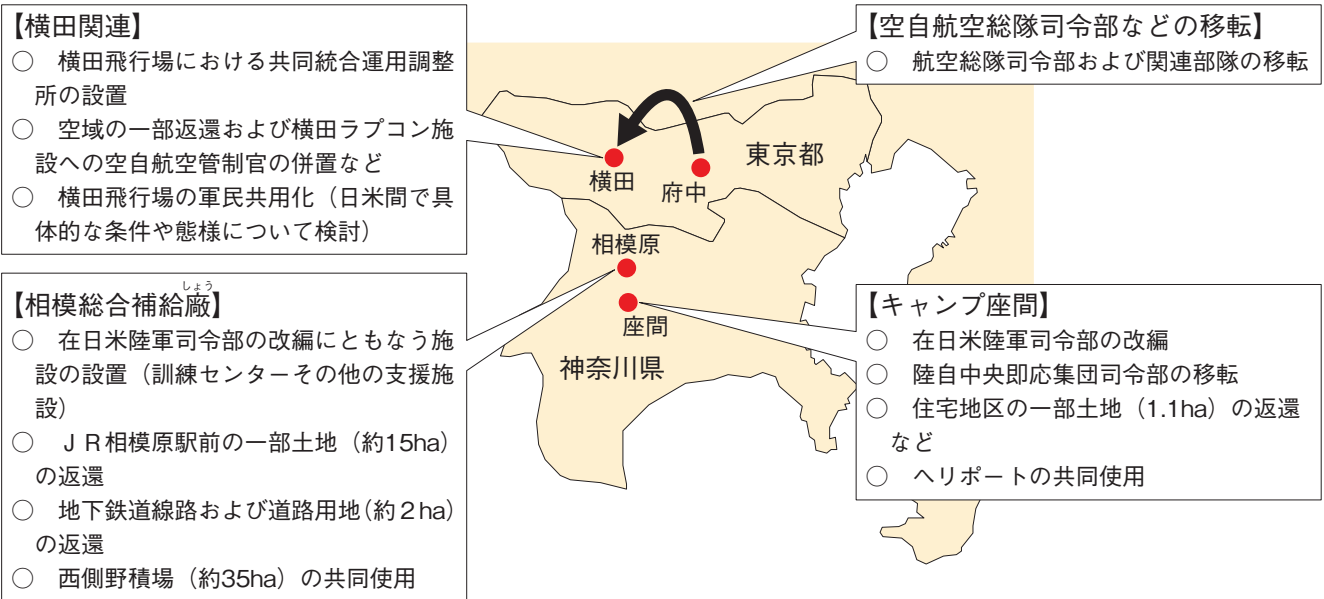 【横田関連】
○　横田飛行場における共同統合運用調整
所の設置
○　空域の一部返還および横田ラプコン施
設への空自航空管制官の併置など
○　横田飛行場の軍民共用化（日米間で具
体的な条件や態様について検討）
【空自航空総隊司令部などの移転】
○　航空総隊司令部および関連部隊の移転
東京都
横田
府中
相模原
座間
神奈川県
しょう
【相模総合補給廠】
○　在日米陸軍司令部の改編にともなう施
設の設置（訓練センターその他の支援施
設）
○　ＪＲ相模原駅前の一部土地（約15ha）
の返還
○　地下鉄道線路および道路用地（約２ha）
の返還
○　西側野積場（約35ha）の共同使用
【キャンプ座間】
○　在日米陸軍司令部の改編
○　陸自中央即応集団司令部の移転
○　住宅地区の一部土地（1.1ha）の返還
など
○　ヘリポートの共同使用